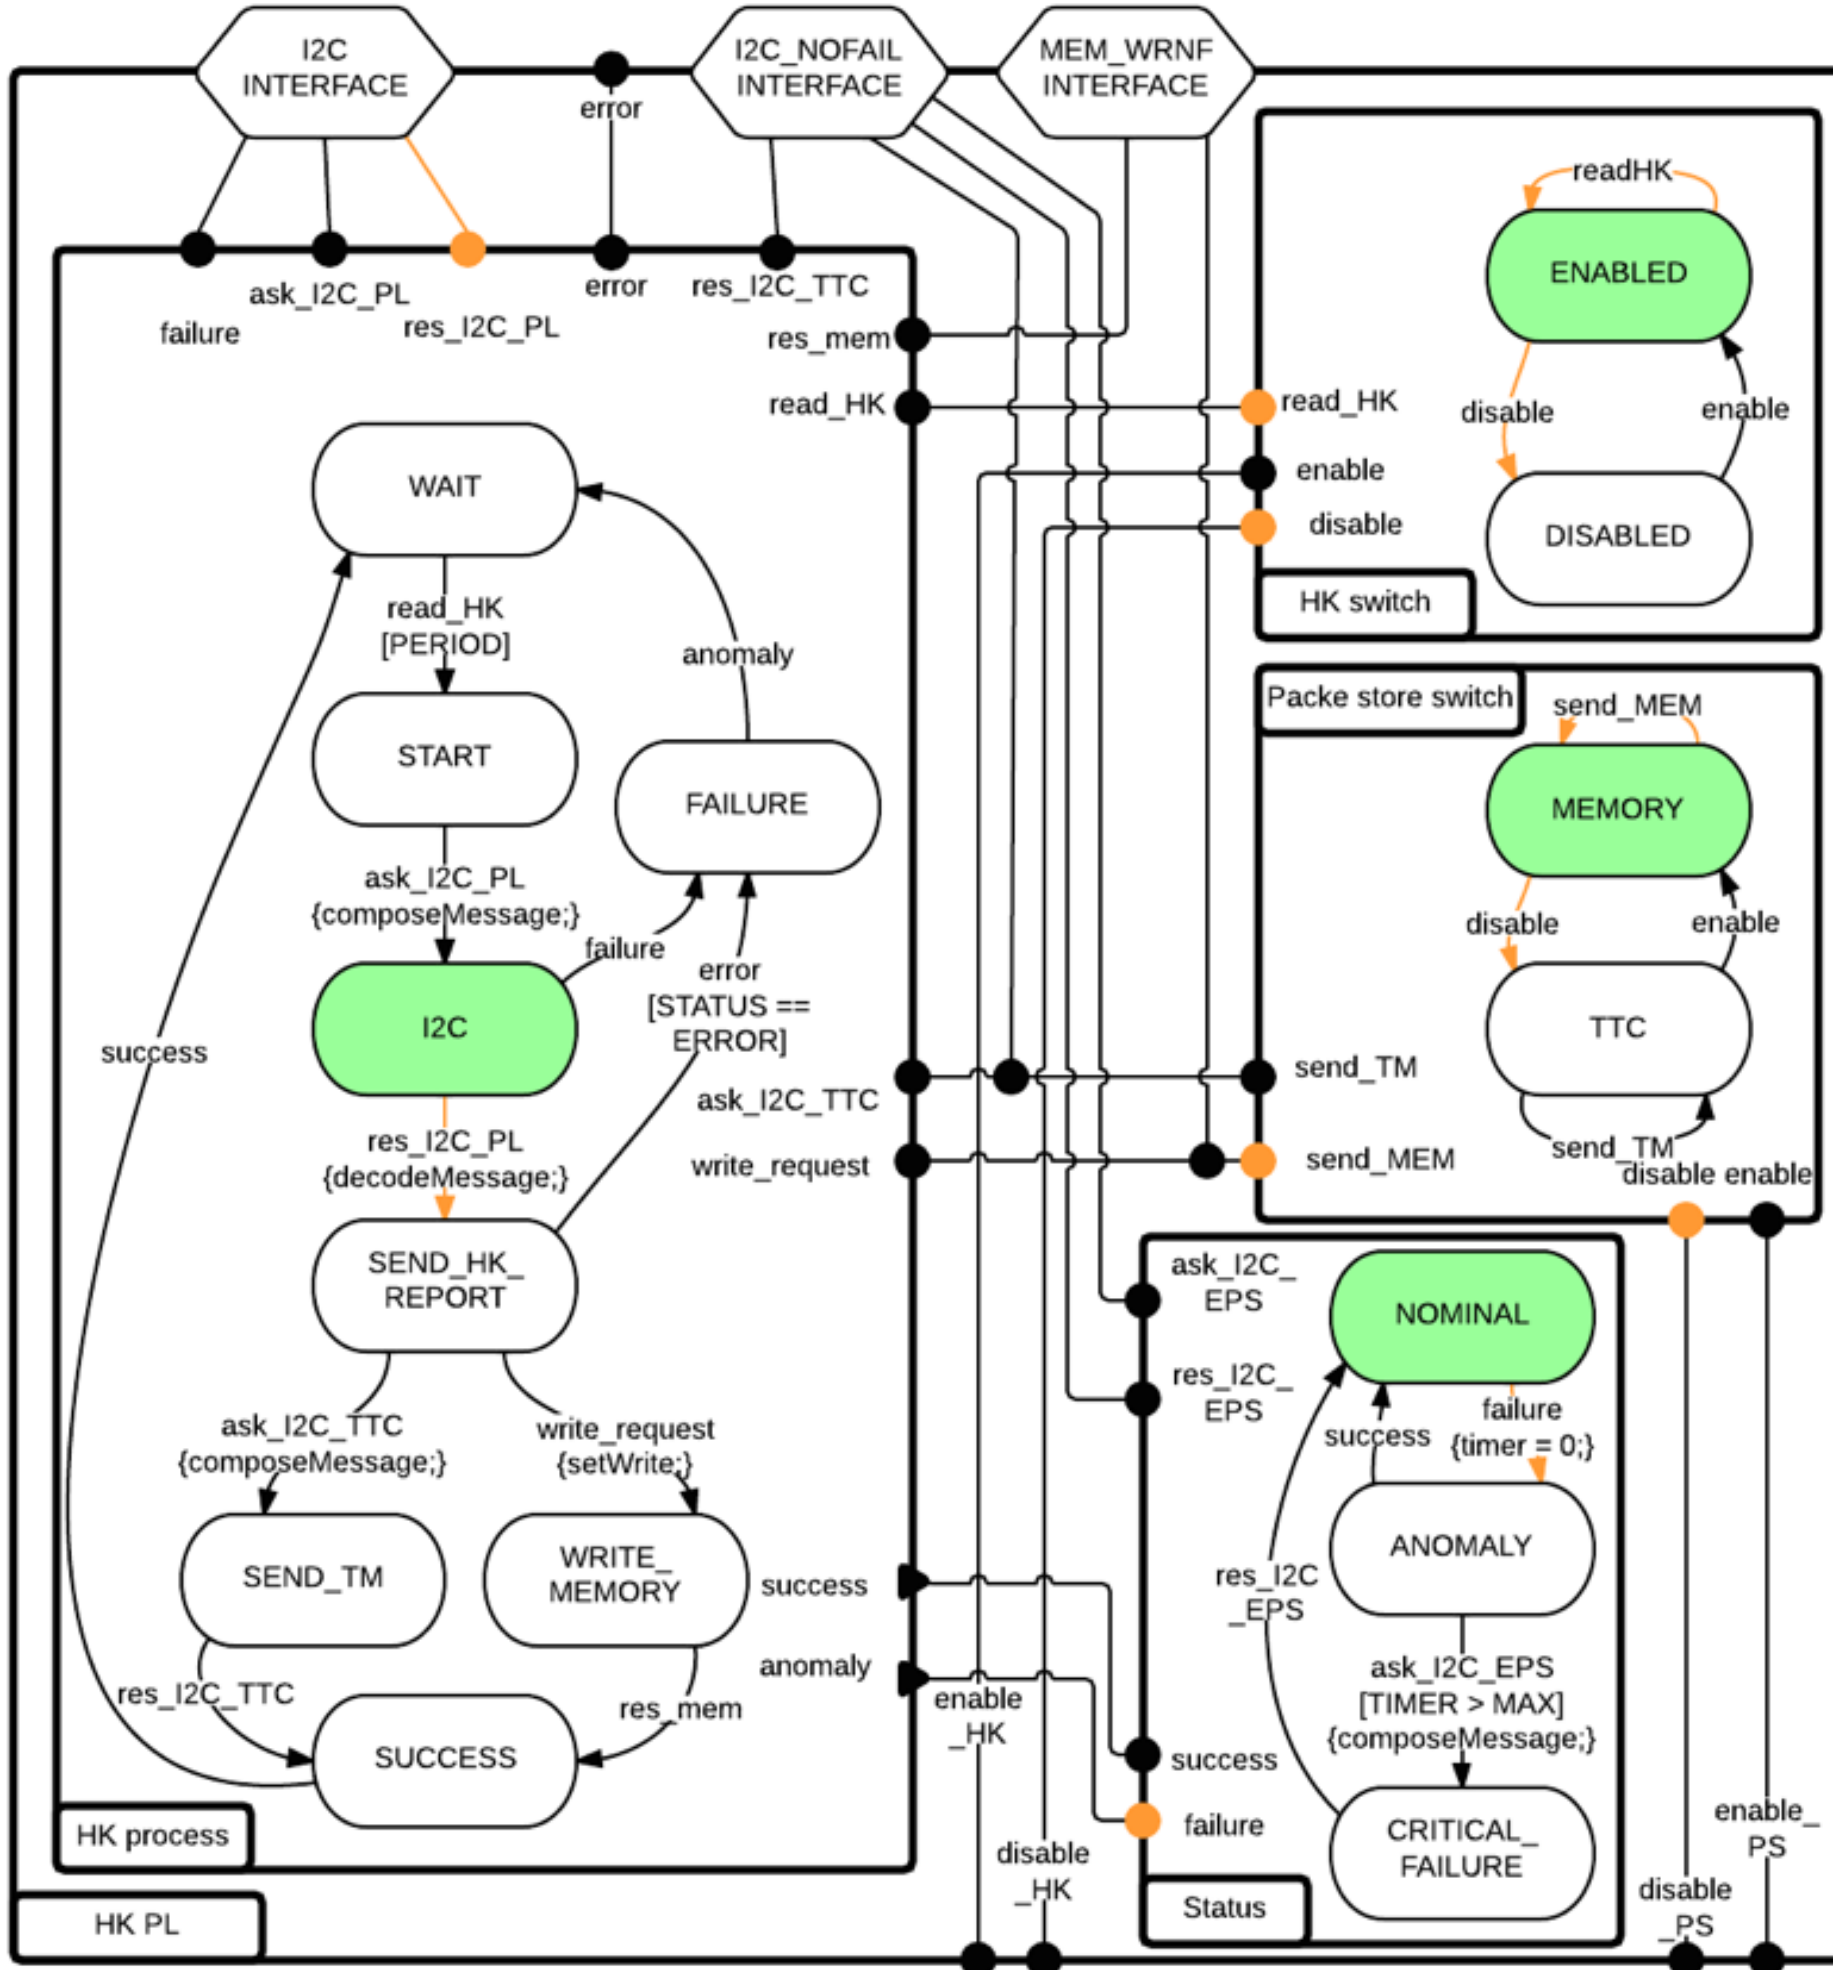 I2C
INTERFACE
error
I2C_NOFAIL
INTERFACE
MEM_WRNF
INTERFACE
failure
ask_I2C_PL
res_I2C_PL
error
res_I2C_TTC
res_mem
read_HK
WAIT
read_HK
[PERIOD]
START
anomaly
FAILURE
ask_I2C_PL
{composeMessage;}
failure
error
[STATUS ==
ERROR]
I2C
success
res_I2C_PL
{decodeMessage;}
ask_I2C_TTC
write_request
SEND_HK_
REPORT
ask_I2C_TTC
{composeMessage;}
write_request
{setWrite;}
SEND_TM
WRITE_
MEMORY
success
anomaly
res_I2C_TTC
res_mem
SUCCESS
HK process
HK PL
readHK
ENABLED
read_HK
disable
enable
enable
disable
DISABLED
HK switch
Packe store switch
send_MEM
MEMORY
disable
enable
TTC
send_TM
send_TM
send_MEM
disable enable
ask_I2C_
EPS
NOMINAL
res_I2C_
EPS
failure
{timer = 0;}
success
ANOMALY
res_I2C
_EPS
ask_I2C_EPS
[TIMER > MAX]
{composeMessage;}
success
failure
CRITICAL_
FAILURE
Status
enable
_HK
disable
_HK
disable
_PS
enable_
PS